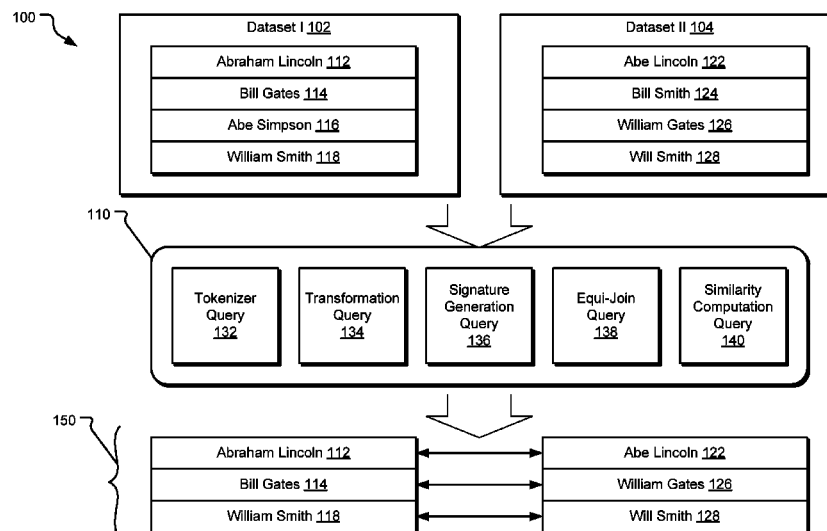 100
Dataset I 102
Abraham Lincoln 112
Bill Gates 114
Abe Simpson 116
William Smith 118
Dataset II 104
Abe Lincoln 122
Bill Smith 124
William Gates 126
Will Smith 128
110
Tokenizer
Query
132
Transformation
Query
134
Signature
Generation
Query
136
Equi-Join
Query
138
Similarity
Computation
Query
140
150
Abraham Lincoln 112
Abe Lincoln 122
Bill Gates 114
William Gates 126
William Smith 118
Will Smith 128